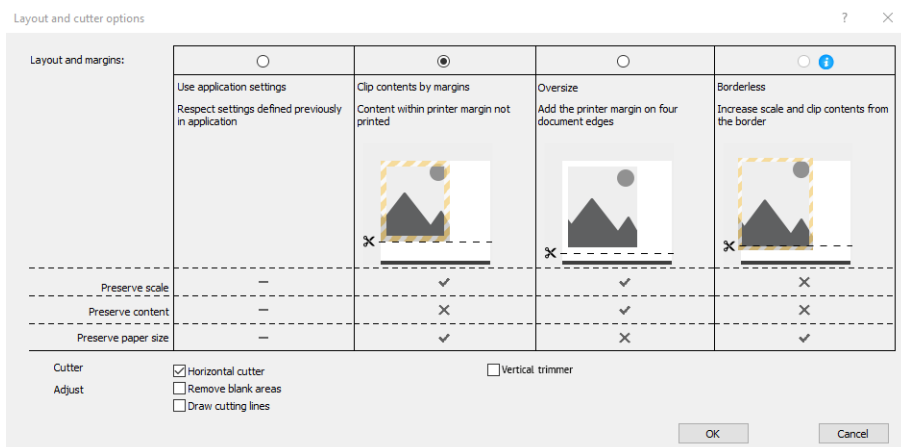 Layout and cutter options
?
Layout and margins:
Use application settings
Respect settings defined previously
in application
Clip contents by margins
Content within printer margin not
printed
Oversize
Add the printer margin on four
document edges
Borderless
Increase scale and clip contents from
the border
Preserve scale
Preserve content
Preserve paper size
Cutter
Horizontal cutter
Vertical trimmer
Adjust
Remove blank areas
Draw cutting lines
OK
Cancel